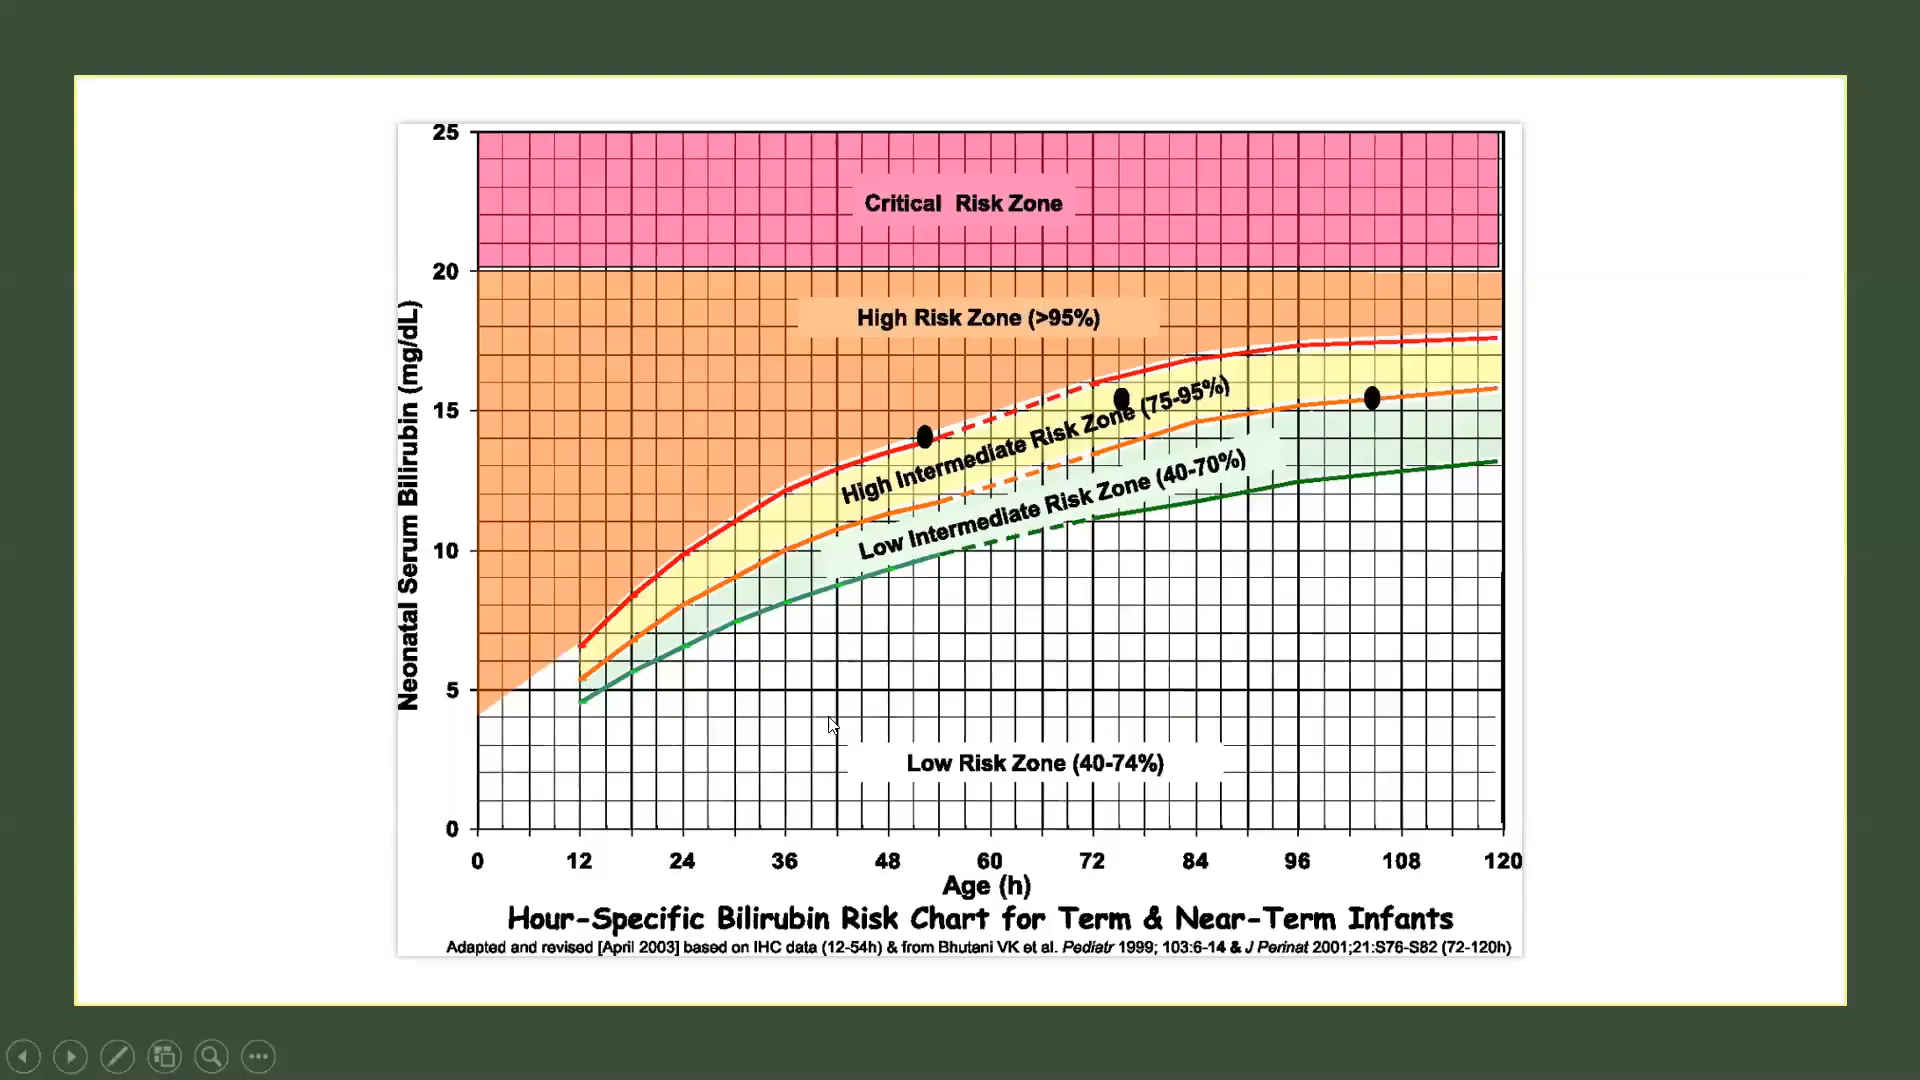 25
Critical Risk Zone
20
High Risk Zone (>95%)
15
High Intermediate Risk Zone (75-95%)
Low Intermediate Risk Zone (40-70%)
10
5
Low Risk Zone (40-74%)
0
Neonatal Serum Bilirubin (mg/dL)
0 12 24 36 48 60 72 84 96 108 120
Age (h)
Hour-Specific Bilirubin Risk Chart for Term & Near-Term Infants
Adapted and revised [April 2003] based on IHC data (12-54h) & from Bhutani VK et al. Pediatr 1999; 103:6-14 & J Perinat 2001;21:S76-S82 (72-120h)